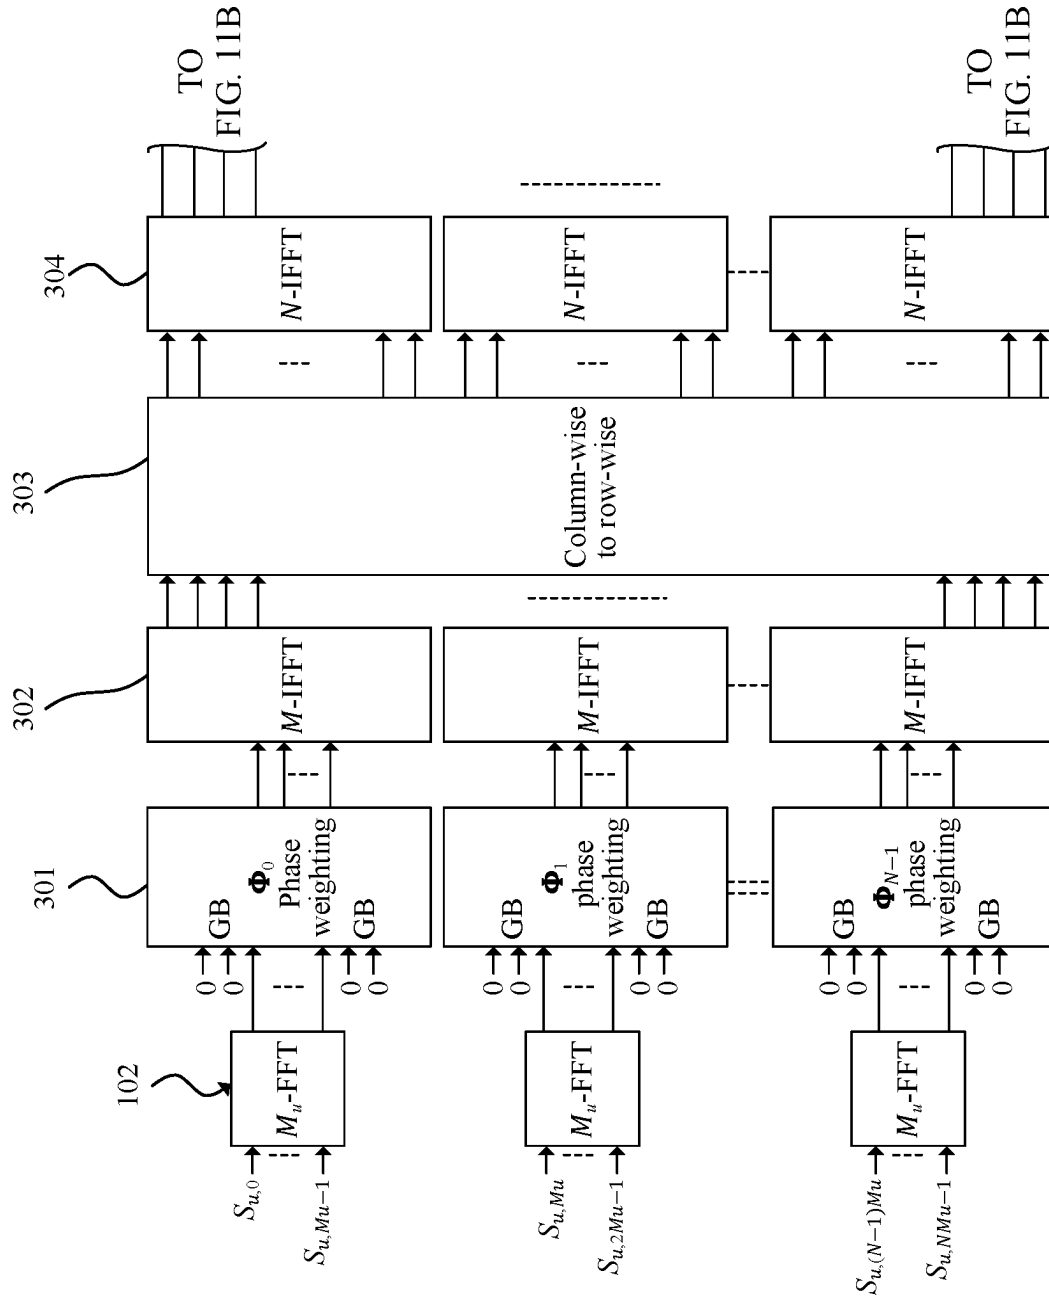 304
303
302
301
102
TO
FIG. 11B
TO
FIG. 11B
N-IFFT
N-IFFT
N-IFFT
Column-wise
to row-wise
M-IFFT
M-IFFT
M-IFFT
Φ0
Phase
weighting
GB
GB
Φ1
phase
weighting
GB
GB
ΦN−1
phase
weighting
GB
GB
0
0
0
0
0
0
0
0
0
0
0
0
Mu-FFT
Mu-FFT
Mu-FFT
Su,0
Su,Mu−1
Su,Mu
Su,2Mu−1
Su,(N−1)Mu
Su,NMu−1